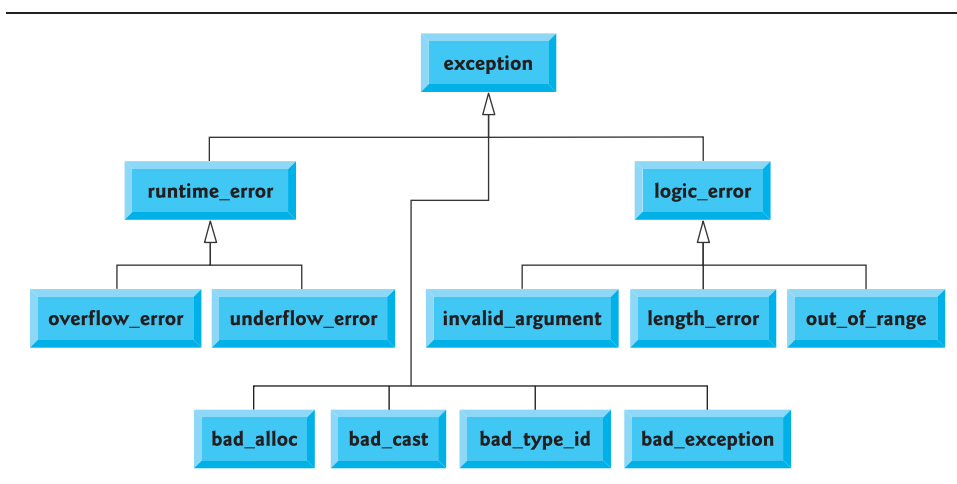 exception
runtime_error
logic_error
overflow_error
underflow_error
invalid_argument
length_error
out_of_range
bad_alloc
bad_cast
bad_type_id
bad_exception